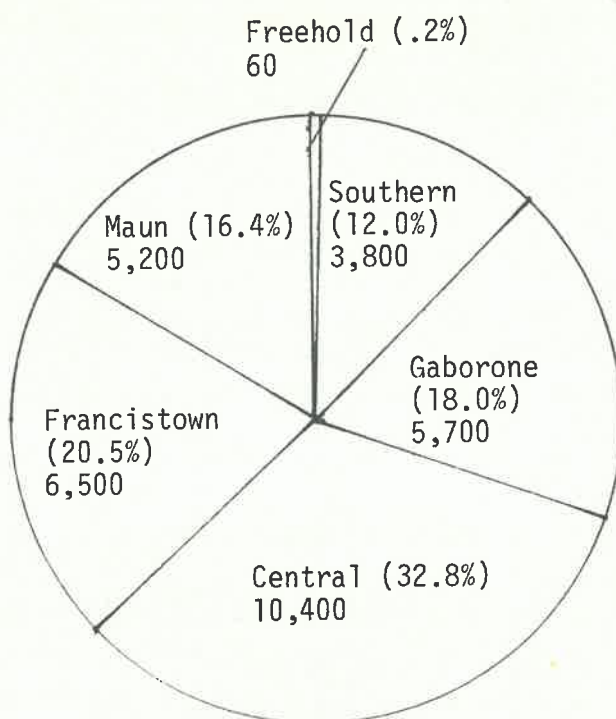 Freehold (.2%)
60
Southern
(12.0%)
3,800
Maun (16.4%)
5,200
Gaborone
(18.0%)
5,700
Francistown
(20.5%)
6,500
Central (32.8%)
10,400